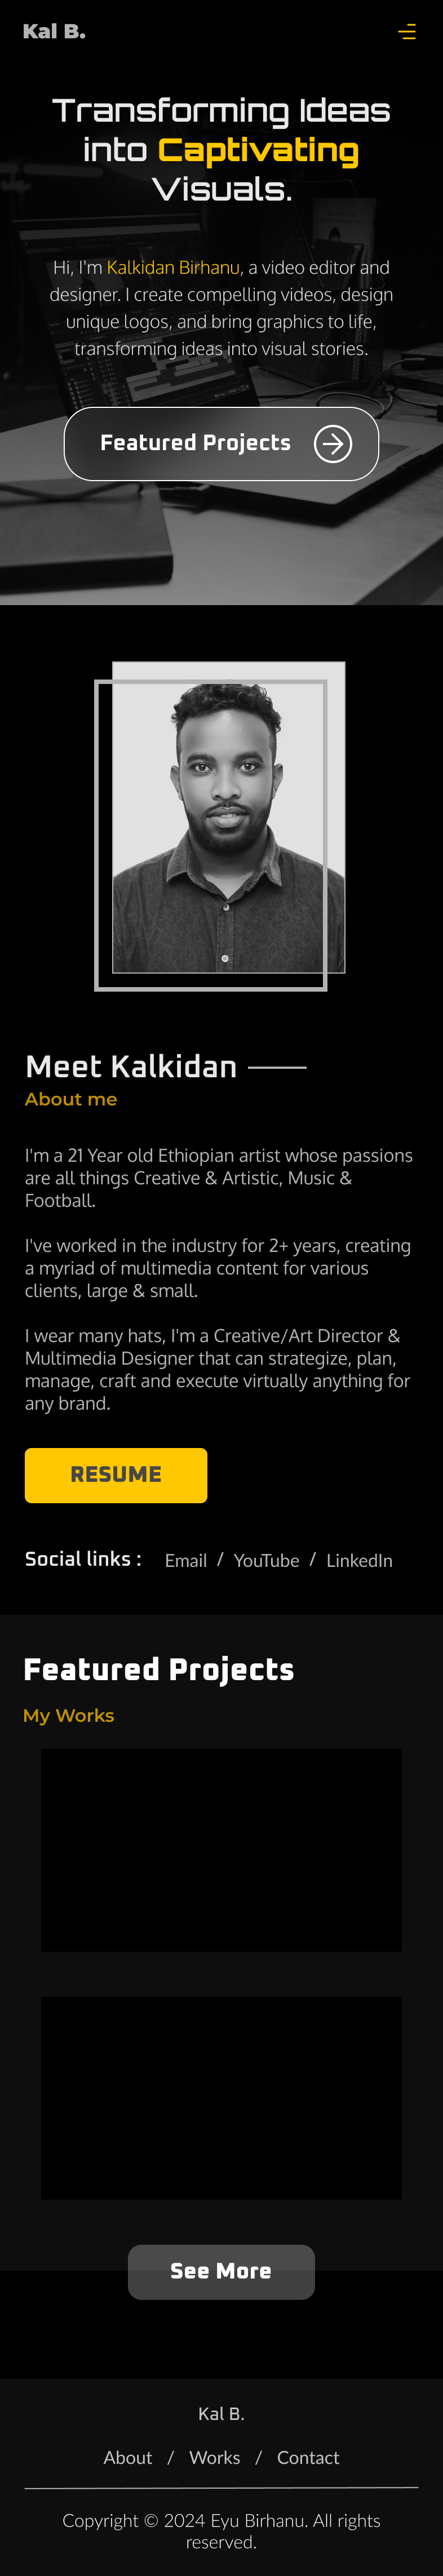 Kal B.
Transforming Ideas
into Captivating
Visuals.
Hi, I'm Kalkidan Birhanu, a video editor and
designer. I create compelling videos, design
unique logos, and bring graphics to life,
transforming ideas into visual stories.
Featured Projects
Meet Kalkidan
About me
I'm a 21 Year old Ethiopian artist whose passions
are all things Creative & Artistic, Music &
Football.
I've worked in the industry for 2+ years, creating
a myriad of multimedia content for various
clients, large & small.
I wear many hats, I'm a Creative/Art Director &
Multimedia Designer that can strategize, plan,
manage, craft and execute virtually anything for
any brand.
RESUME
Social links : Email / YouTube / LinkedIn
Featured Projects
My Works
See More
Kal B.
About / Works / Contact
Copyright © 2024 Eyu Birhanu. All rights
reserved.